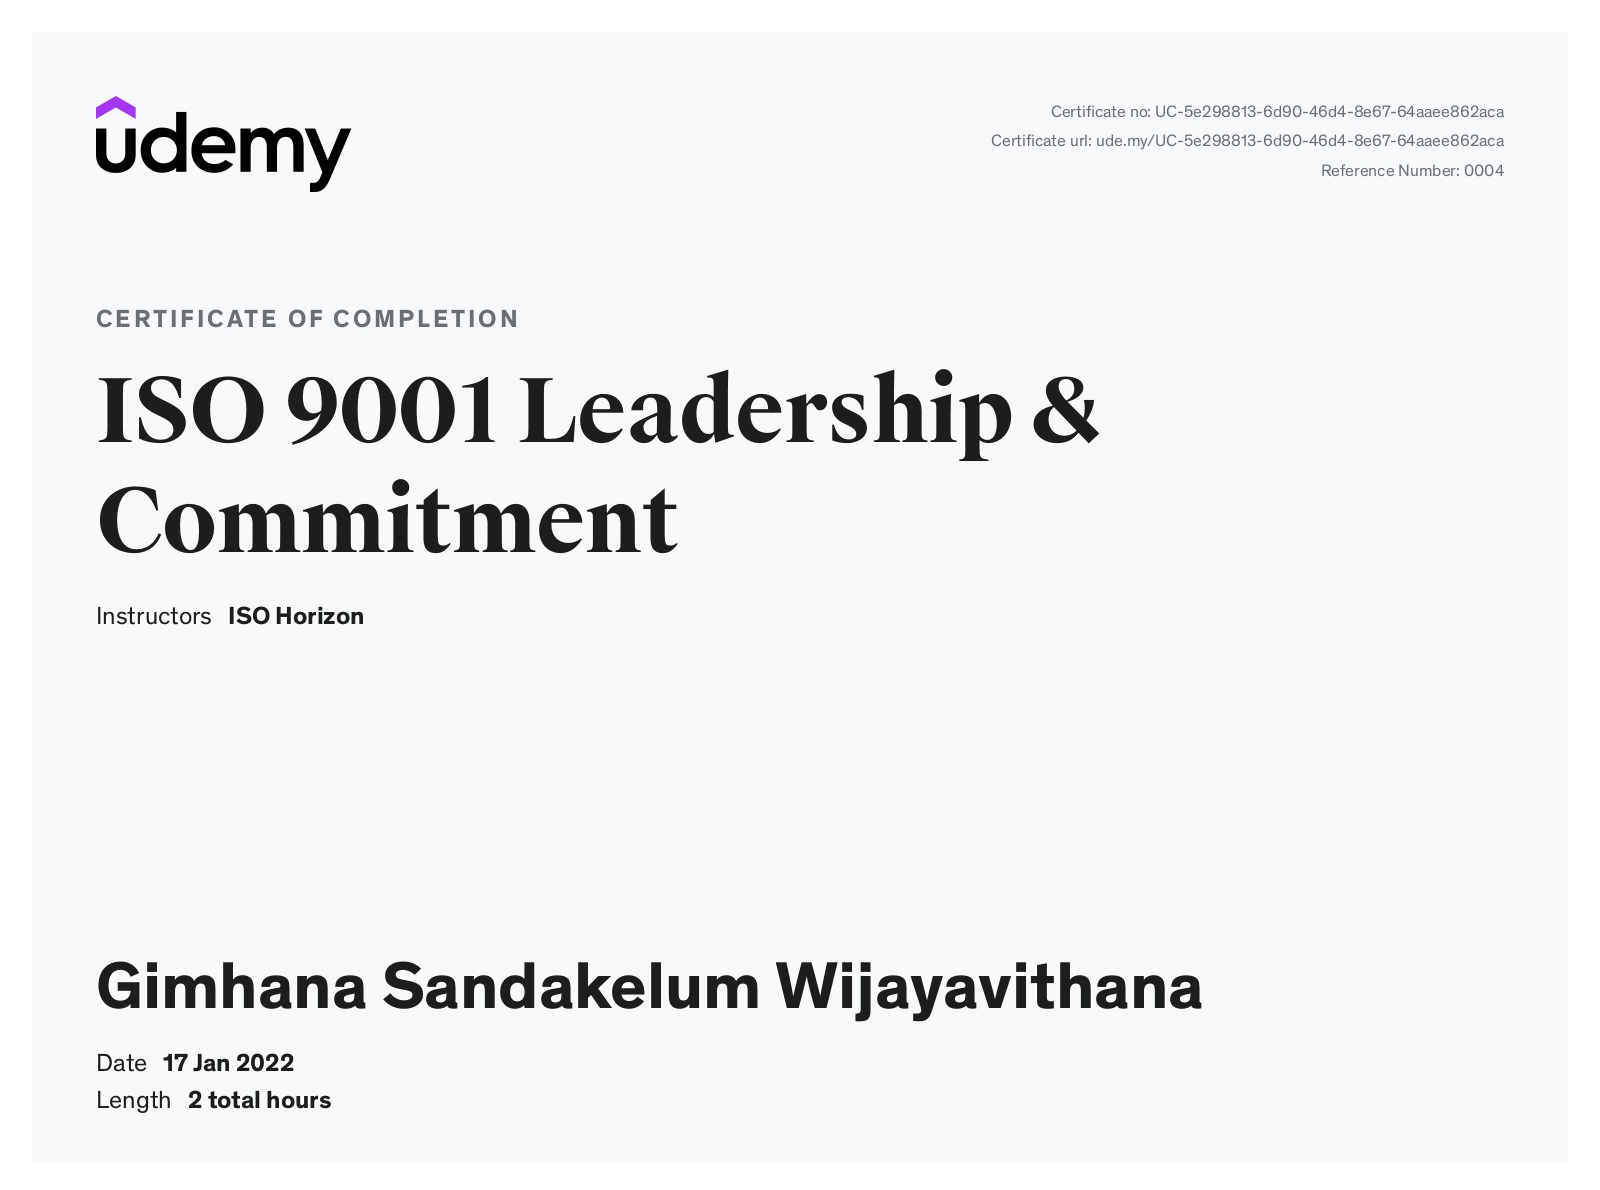 udemy
Certificate no: UC-5e298813-6d90-46d4-8e67-64aaee862aca
Certificate url: ude.my/UC-5e298813-6d90-46d4-8e67-64aaee862aca
Reference Number: 0004
CERTIFICATE OF COMPLETION
ISO 9001 Leadership &
Commitment
Instructors ISO Horizon
Gimhana Sandakelum Wijayavithana
Date 17 Jan 2022
Length 2 total hours